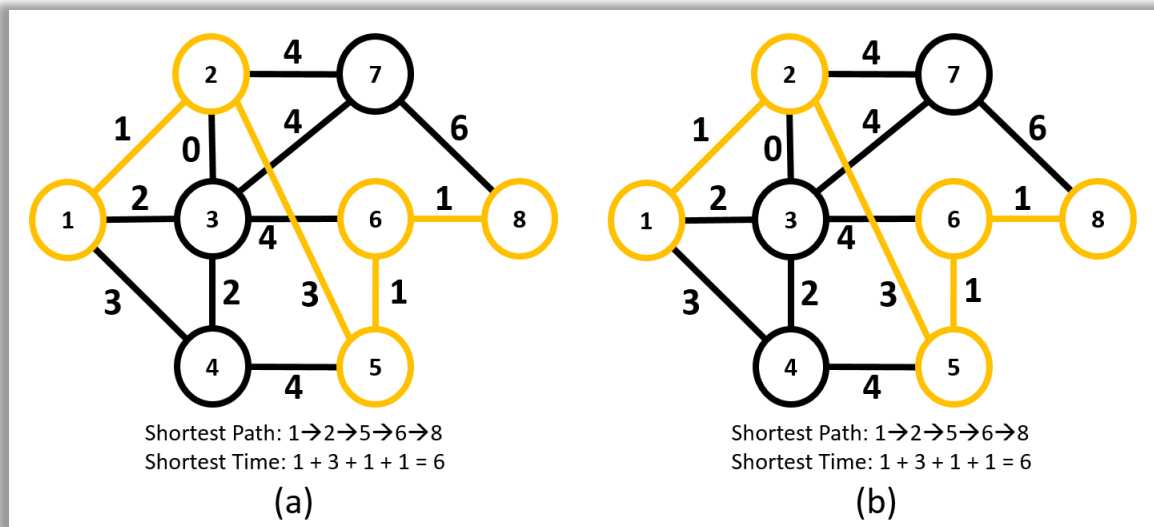 4 4
2 7 2 7
1 4 6 1 4 6
0 0
2 1 2 1
1 3 6 8 1 3 6 8
4 4
3 2 3 1 3 2 3 1
4 5 4 5
4 4
Shortest Path: 1→2→5→6→8 Shortest Path: 1→2→5→6→8
Shortest Time: 1 + 3 + 1 + 1 = 6 Shortest Time: 1 + 3 + 1 + 1 = 6
(a) (b)